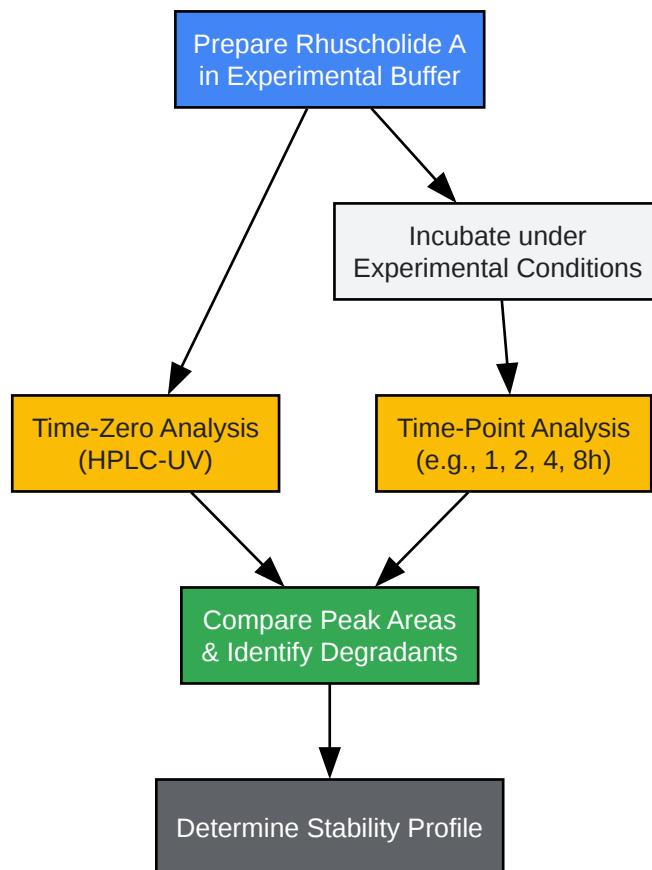 Prepare Rhuscholide A
in Experimental Buffer
Incubate under
Experimental Conditions
Time-Zero Analysis
(HPLC-UV)
Time-Point Analysis
(e.g., 1, 2, 4, 8h)
Compare Peak Areas
& Identify Degradants
Determine Stability Profile